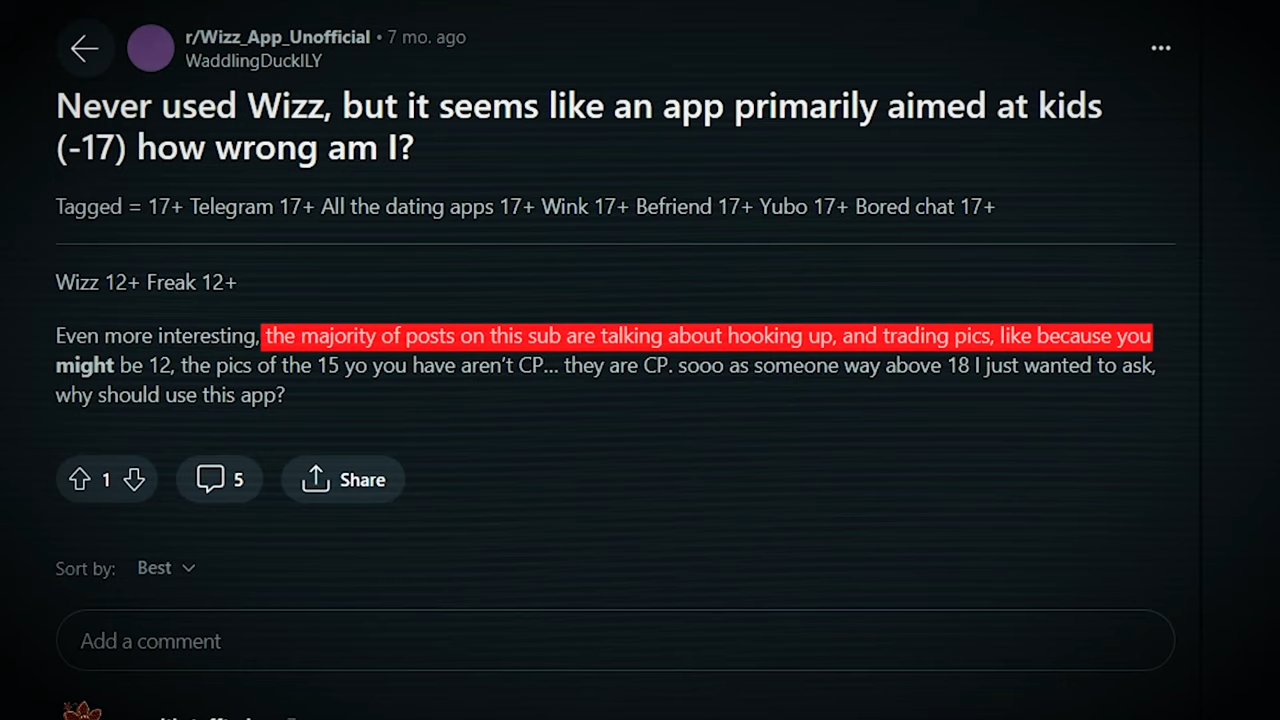 r/Wizz_App_Unofficial • 7 mo. ago
WaddlingDuckILY
Never used Wizz, but it seems like an app primarily aimed at kids
(-17) how wrong am I?
Tagged = 17+ Telegram 17+ All the dating apps 17+ Wink 17+ Befriend 17+ Yubo 17+ Bored chat 17+
Wizz 12+ Freak 12+
Even more interesting, the majority of posts on this sub are talking about hooking up, and trading pics, like because you
might be 12, the pics of the 15 yo you have aren't CP... they are CP. sooo as someone way above 18 I just wanted to ask,
why should use this app?
1 5 Share
Sort by: Best
Add a comment